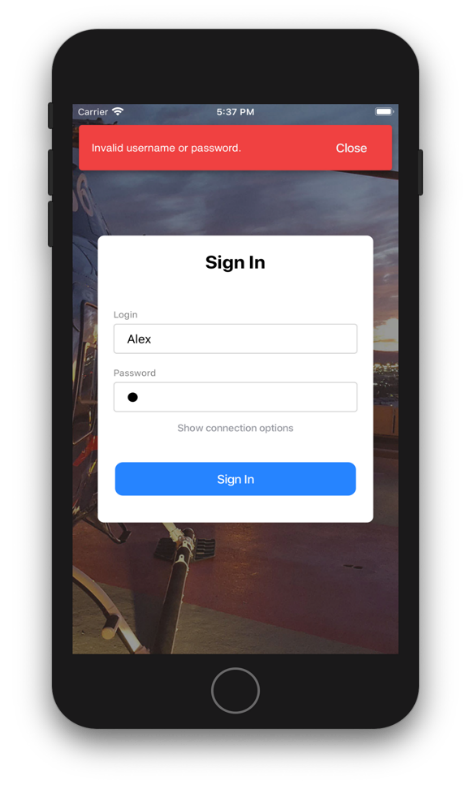 Carrier 5:37 PM
Invalid username or password. Close
Sign In
Login
Alex
Password
Show connection options
Sign In